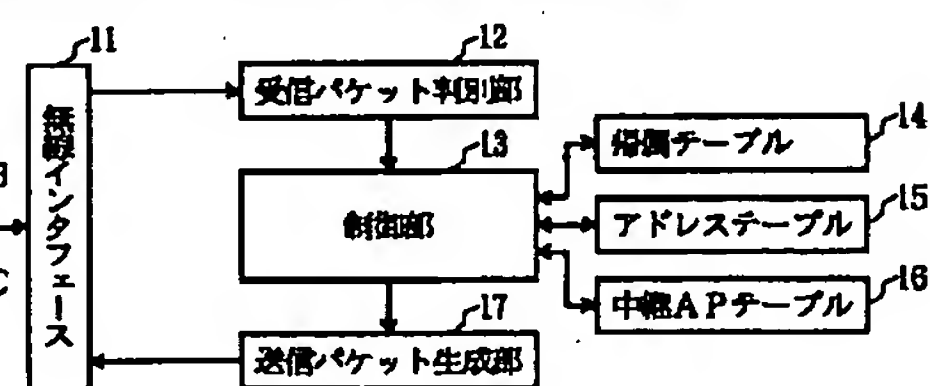 11
無線インタフェース
12
受信パケット判別部
13
制御部
14
帰属テーブル
15
アドレステーブル
16
中継APテーブル
17
送信パケット生成部